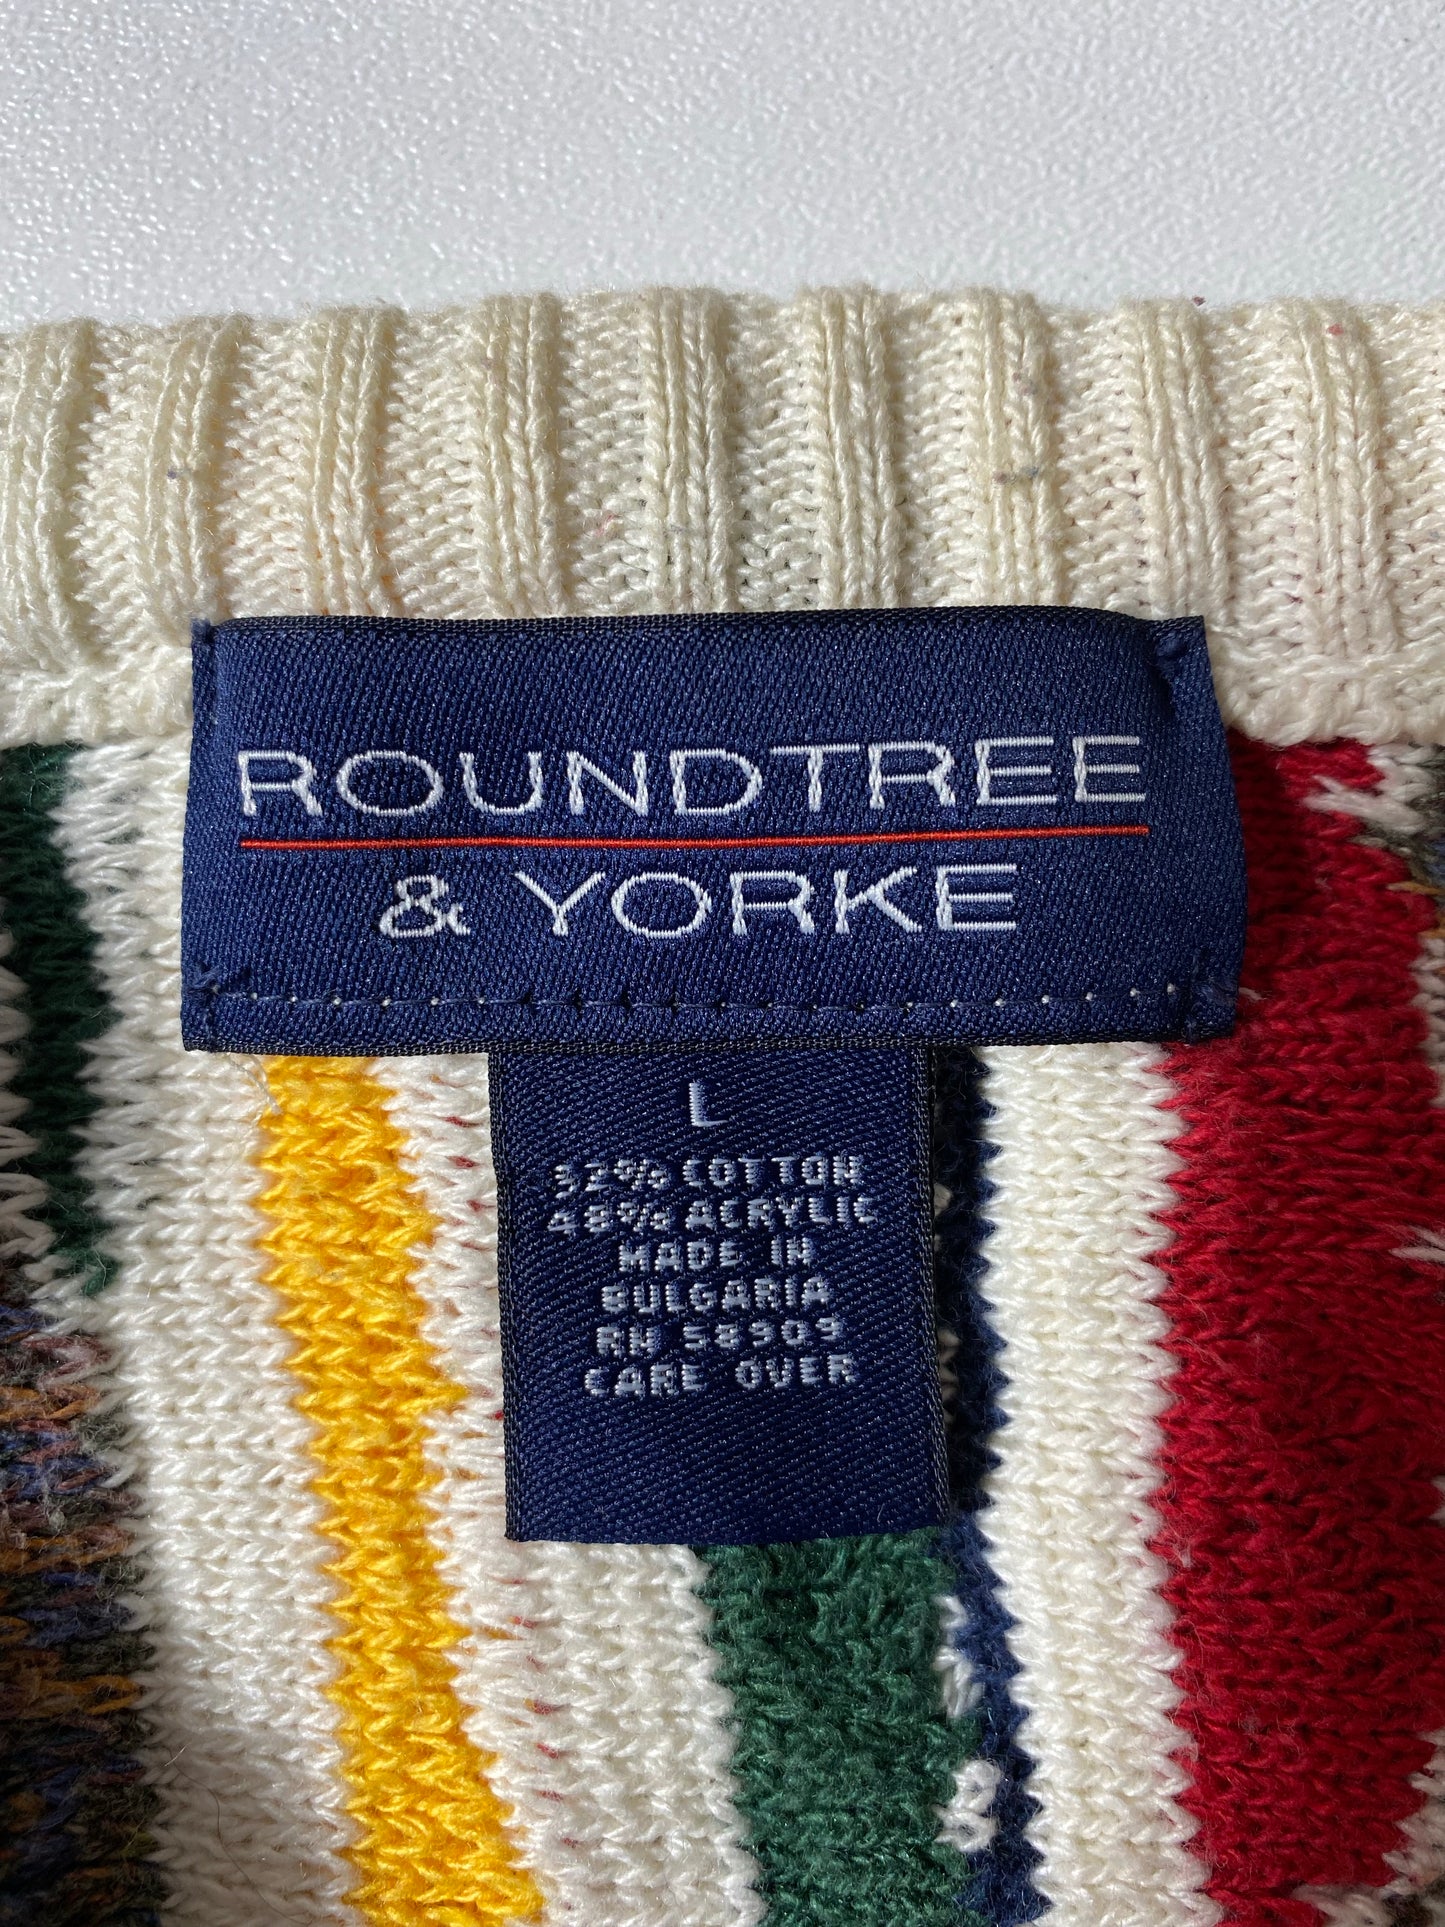 ROUNDTREE
& YORKE
L
52% COTTON
48% ACRYLIC
MADE IN
BULGARIA
RN 58909
CARE OVER